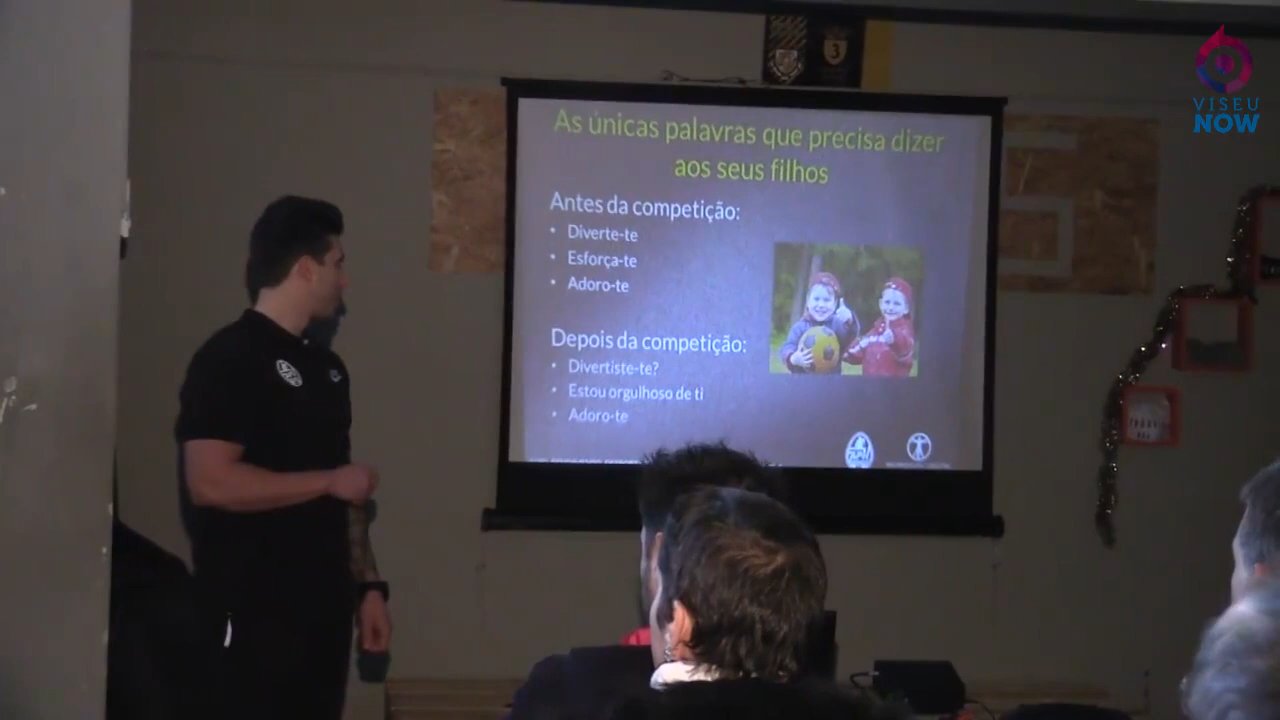 VISEU
NOW
As únicas palavras que precisa dizer
aos seus filhos
Antes da competição:
• Diverte-te
• Esforça-te
• Adoro-te
Depois da competição:
• Divertiste-te?
• Estou orgulhoso de ti
• Adoro-te
3